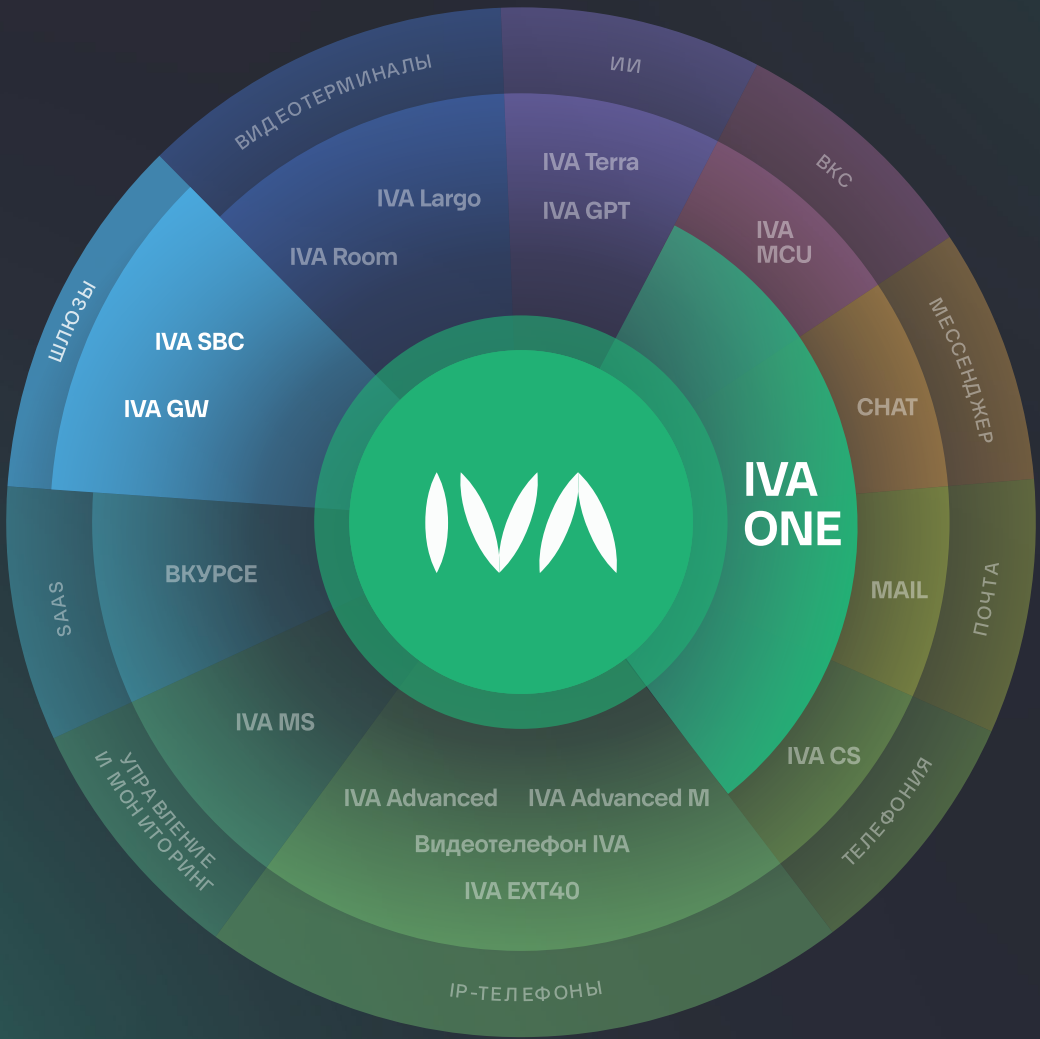 ВИДЕОТЕРМИНАЛЫ
IVA Largo
IVA Room
ИИ
IVA Terra
IVA GPT
ВКС
IVA
MCU
МЕССЕНДЖЕР
CHAT
ПОЧТА
MAIL
ТЕЛЕФОНИЯ
IVA CS
IVA
ONE
IP-ТЕЛЕФОНЫ
IVA Advanced
IVA Advanced M
Видеотелефон IVA
IVA EXT40
УПРАВЛЕНИЕ
И МОНИТОРИНГ
IVA MS
SAAS
ВКУРСЕ
ШЛЮЗЫ
IVA SBC
IVA GW
IVA